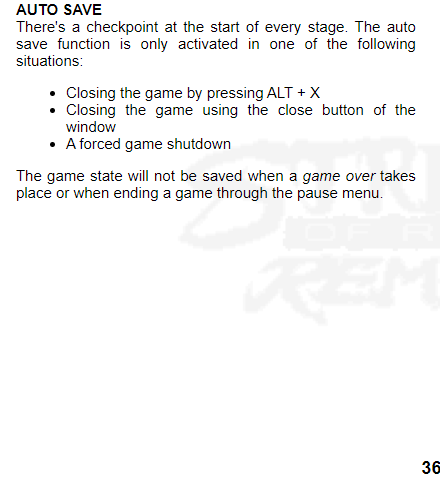 AUTO SAVE
There's a checkpoint at the start of every stage. The auto
save function is only activated in one of the following
situations:
• Closing the game by pressing ALT + X
• Closing the game using the close button of the
window
• A forced game shutdown
The game state will not be saved when a game over takes
place or when ending a game through the pause menu.
OF R
REM
36